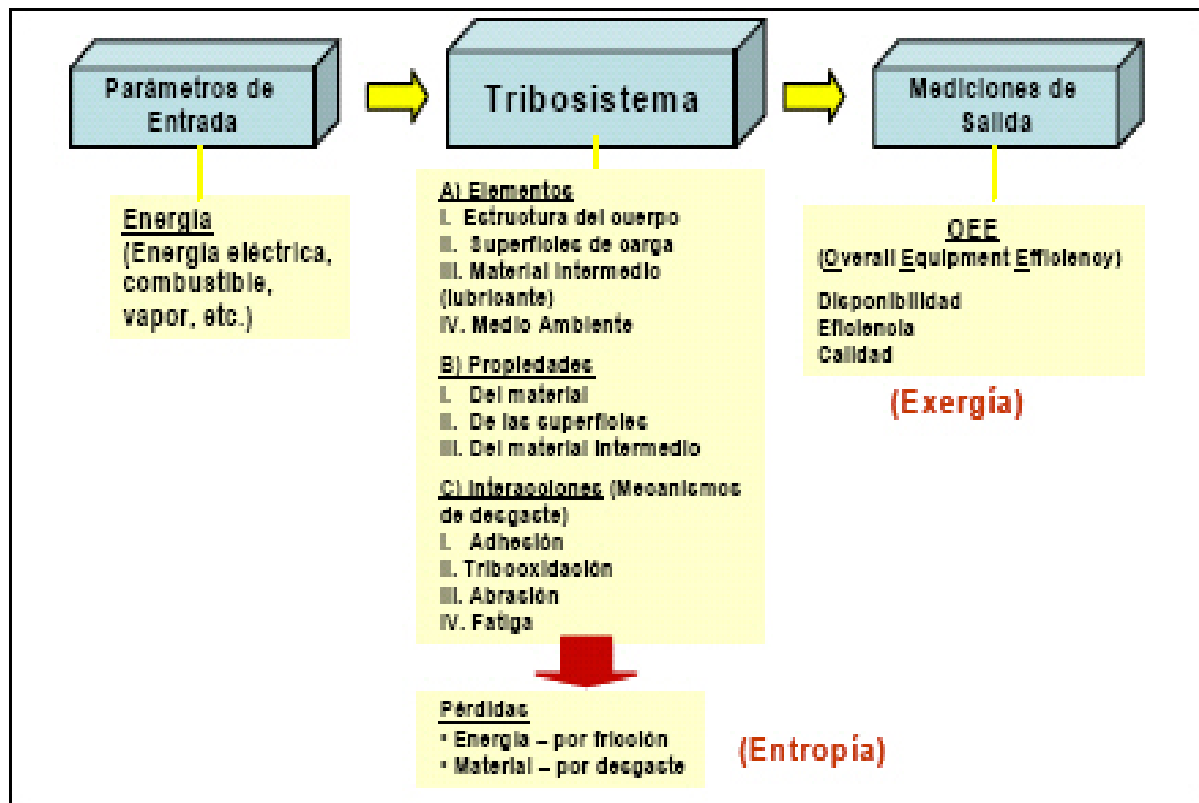 Parámetros de
Entrada
Tribosistema
Mediciones de
Salida
Energía
(Energía eléctrica,
combustible,
vapor, etc.)
A) Elementos
I. Estructura del cuerpo
II. Superficies de carga
III. Material Intermedio
(lubricante)
IV. Medio Ambiente
B) Propiedades
I. Del material
II. De las superficies
III. Del material Intermedio
C) Interacciones (Mecanismos
de desgaste)
I. Adhesión
II. Tribooxidación
III. Abrasión
IV. Fatiga
OEE
(Overall Equipment Efficiency)
Disponibilidad
Eficiencia
Calidad
(Exergía)
Pérdidas
• Energía – por fricción
• Material – por desgaste
(Entropía)